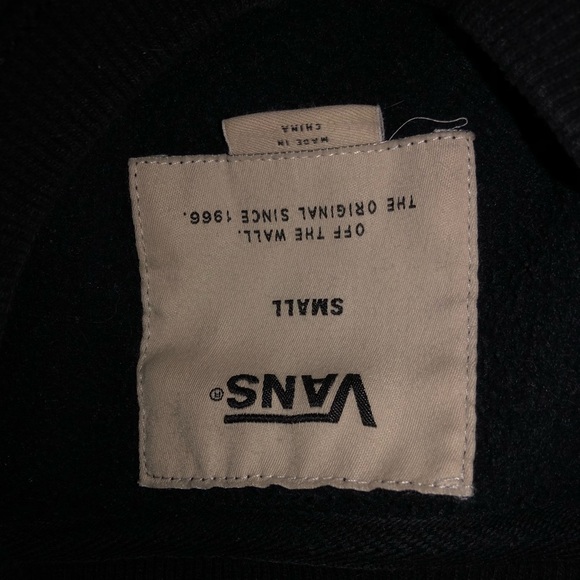 VANS®
SMALL
OFF THE WALL.
THE ORIGINAL SINCE 1966.
MADE IN
CHINA